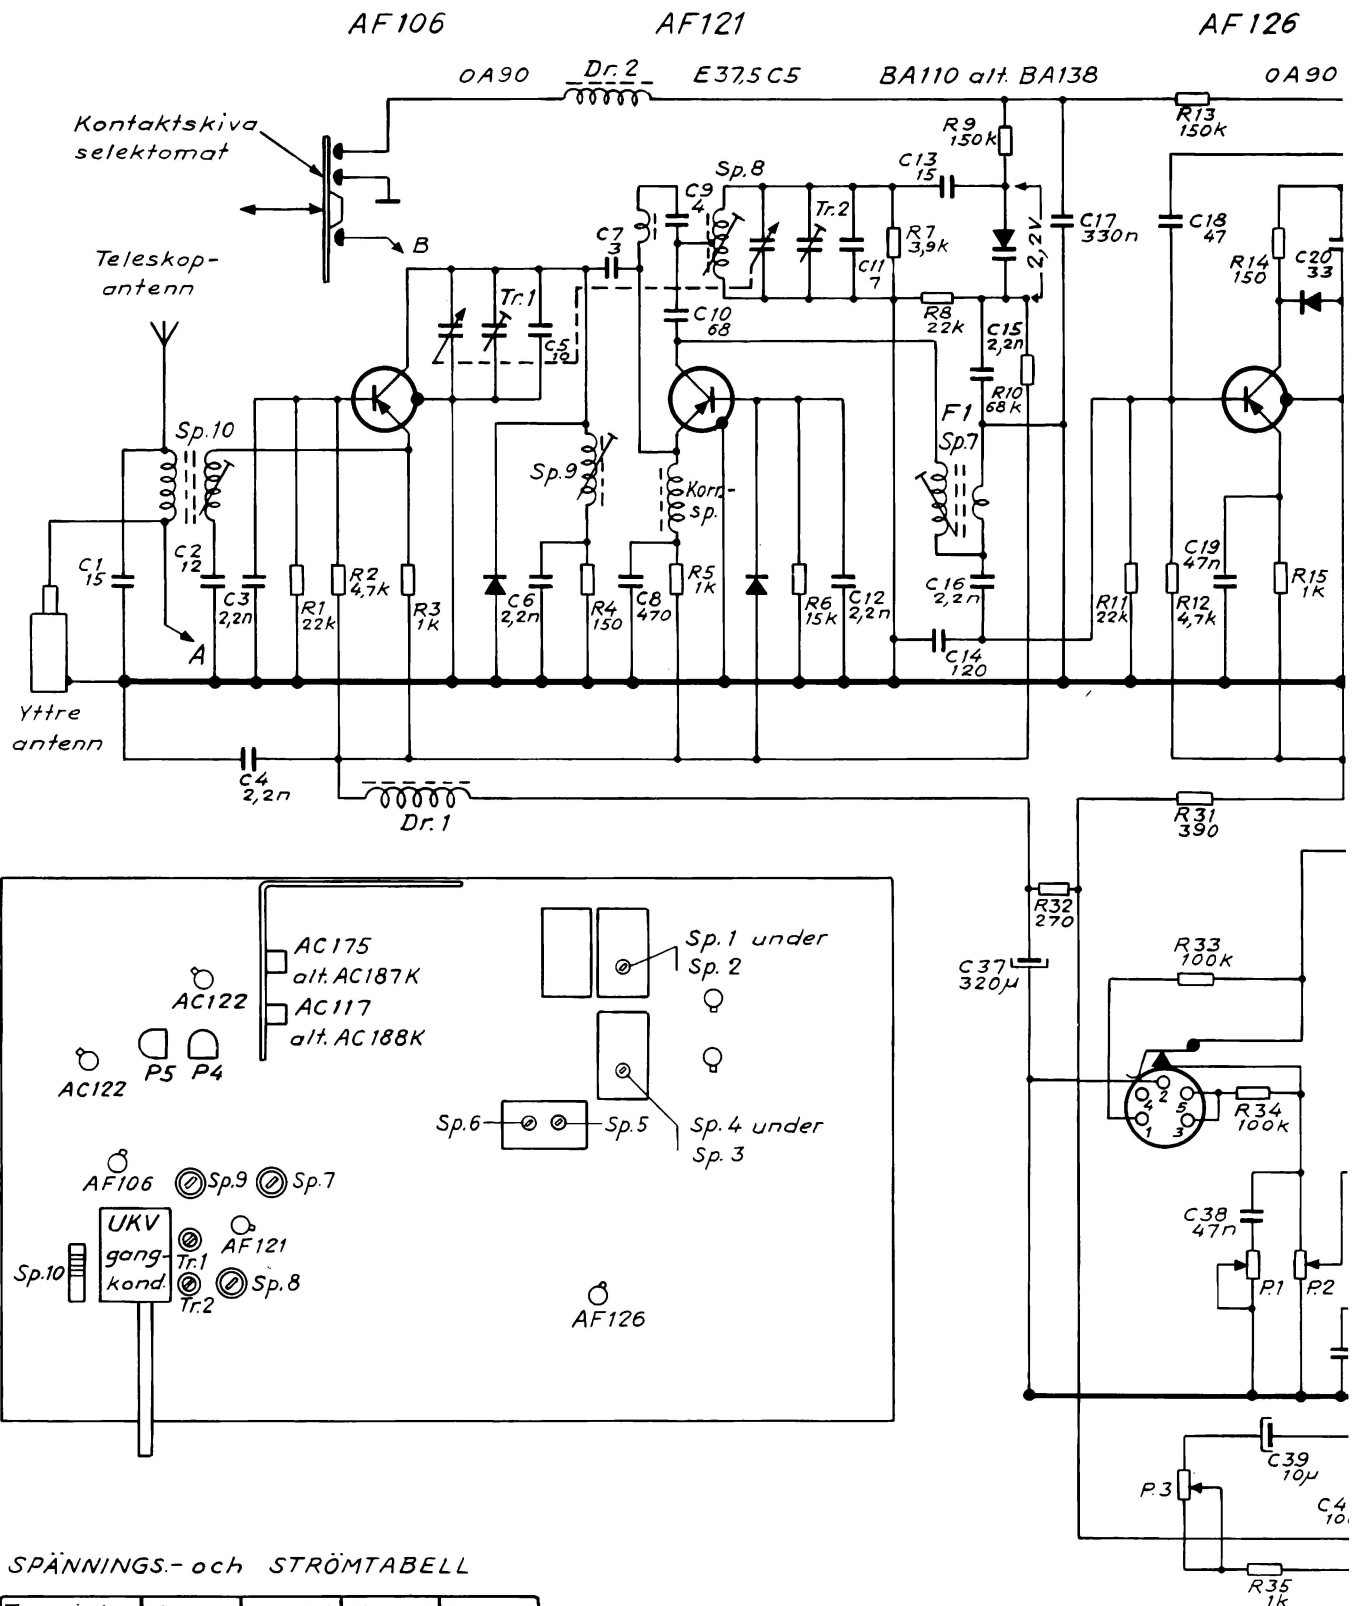 AF106
AF121
AF126
OA90
Dr.2
E37,5C5
BA110 alt. BA138
OA90
Kontaktskiva
selektomat
B
Teleskop-
antenn
Sp.8
C9
4
C7
3
C13
15
R9
150k
R13
150k
Tr.2
R7
3,9k
2,2V
C17
330n
C18
47
R14
150
C20
33
Tr.1
C5
C10
68
C11
7
R8
22k
C15
2,2n
R10
68k
F1
Sp.7
Sp.10
Sp.9
Korr.-
sp.
C1
15
C2
12
C3
2,2n
R1
22k
R2
4,7k
R3
1k
C6
2,2n
R4
150
C8
470
R5
1k
R6
15k
C12
2,2n
C16
2,2n
C14
120
R11
22k
R12
4,7k
C19
47n
R15
1k
A
Yttre
antenn
C4
2,2n
Dr.1
R31
390
R32
270
C37
320µ
R33
100k
4
2
5
1
3
R34
100k
C38
47n
P.1
P.2
C39
10µ
P.3
R35
1k
AC175
alt. AC187K
AC117
alt. AC188K
AC122
P5
P4
AC122
Sp.1 under
Sp.2
Sp.6
Sp.5
Sp.4 under
Sp.3
AF106
Sp.9
Sp.7
UKV
gang-
kond.
Tr.1
AF121
Sp.10
Tr.2
Sp.8
AF126
SPÄNNINGS.- och STRÖMTABELL